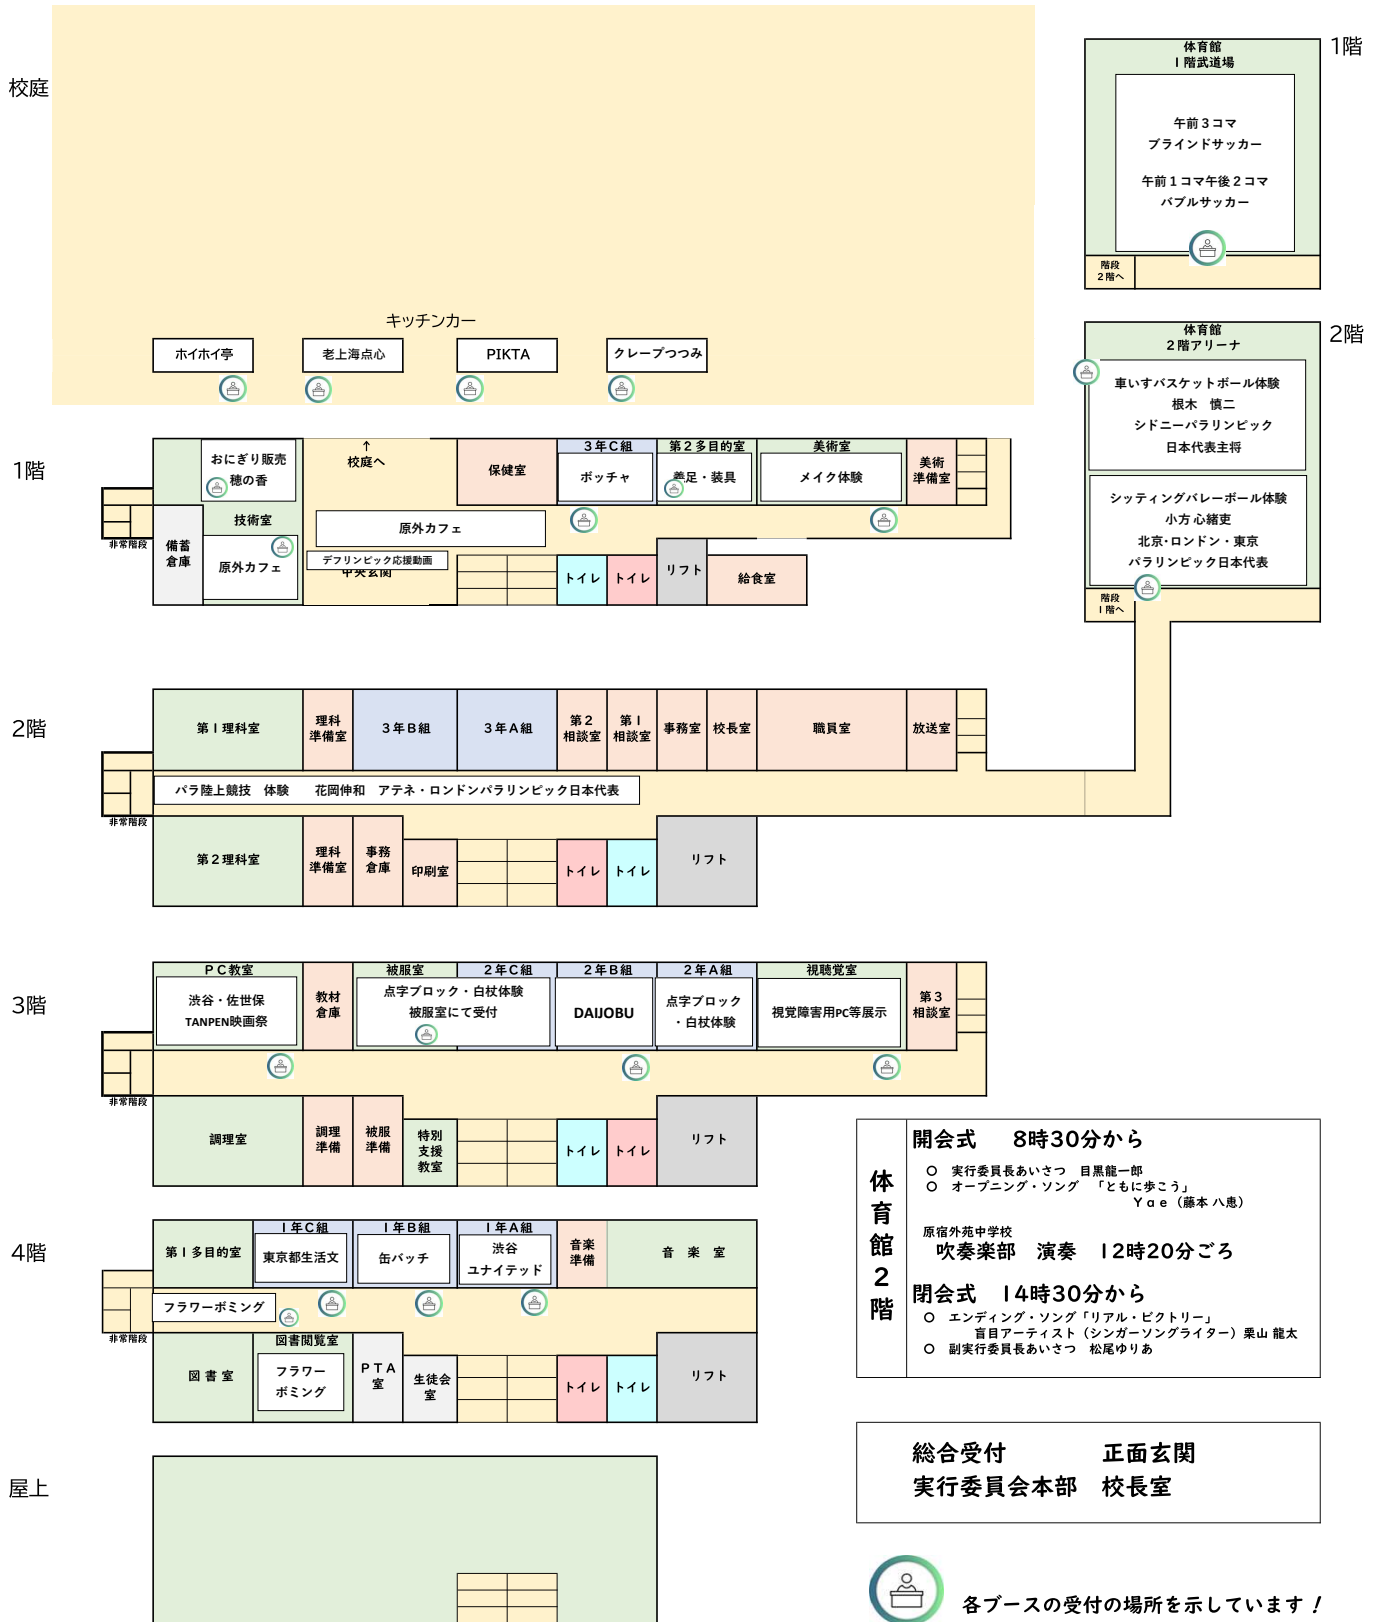 校庭
キッチンカー
ホイホイ亭
老上海点心
PIKTA
クレープつつみ
体育館
1階武道場
1階
午前3コマ
ブラインドサッカー
午前1コマ午後2コマ
バブルサッカー
階段
2階へ
体育館
2階アリーナ
2階
車いすバスケットボール体験
根木 慎二
シドニーパラリンピック
日本代表主将
シッティングバレーボール体験
小方 心緒吏
北京・ロンドン・東京
パラリンピック日本代表
階段
1階へ
1階
おにぎり販売
穂の香
技術室
備蓄
倉庫
原外カフェ
非常階段
↑
校庭へ
原外カフェ
デフリンピック応援動画
中央玄関
保健室
3年C組
ボッチャ
第2多目的室
義足・装具
美術室
メイク体験
美術
準備室
トイレ
トイレ
リフト
給食室
2階
第1理科室
理科
準備室
3年B組
3年A組
第2
相談室
第1
相談室
事務室
校長室
職員室
放送室
パラ陸上競技 体験 花岡伸和 アテネ・ロンドンパラリンピック日本代表
非常階段
第2理科室
理科
準備室
事務
倉庫
印刷室
トイレ
トイレ
リフト
3階
PC教室
渋谷・佐世保
TANPEN映画祭
教材
倉庫
被服室
点字ブロック・白杖体験
被服室にて受付
2年C組
2年B組
DAIJOBU
2年A組
点字ブロック
・白杖体験
視聴覚室
視覚障害用PC等展示
第3
相談室
非常階段
調理室
調理
準備
被服
準備
特別
支援
教室
トイレ
トイレ
リフト
4階
第1多目的室
1年C組
東京都生活文
1年B組
缶バッチ
1年A組
渋谷
ユナイテッド
音楽
準備
音 楽 室
フラワーボミング
非常階段
図書室
図書閲覧室
フラワー
ボミング
PTA
室
生徒会
室
トイレ
トイレ
リフト
屋上
体育館2階
開会式 8時30分から
○ 実行委員長あいさつ 目黒龍一郎
○ オープニング・ソング 「ともに歩こう」
Yae(藤本 八恵)
原宿外苑中学校
吹奏楽部 演奏 12時20分ごろ
閉会式 14時30分から
○ エンディング・ソング「リアル・ビクトリー」
盲目アーティスト(シンガーソングライター)栗山 龍太
○ 副実行委員長あいさつ 松尾ゆりあ
総合受付 正面玄関
実行委員会本部 校長室
各ブースの受付の場所を示しています!